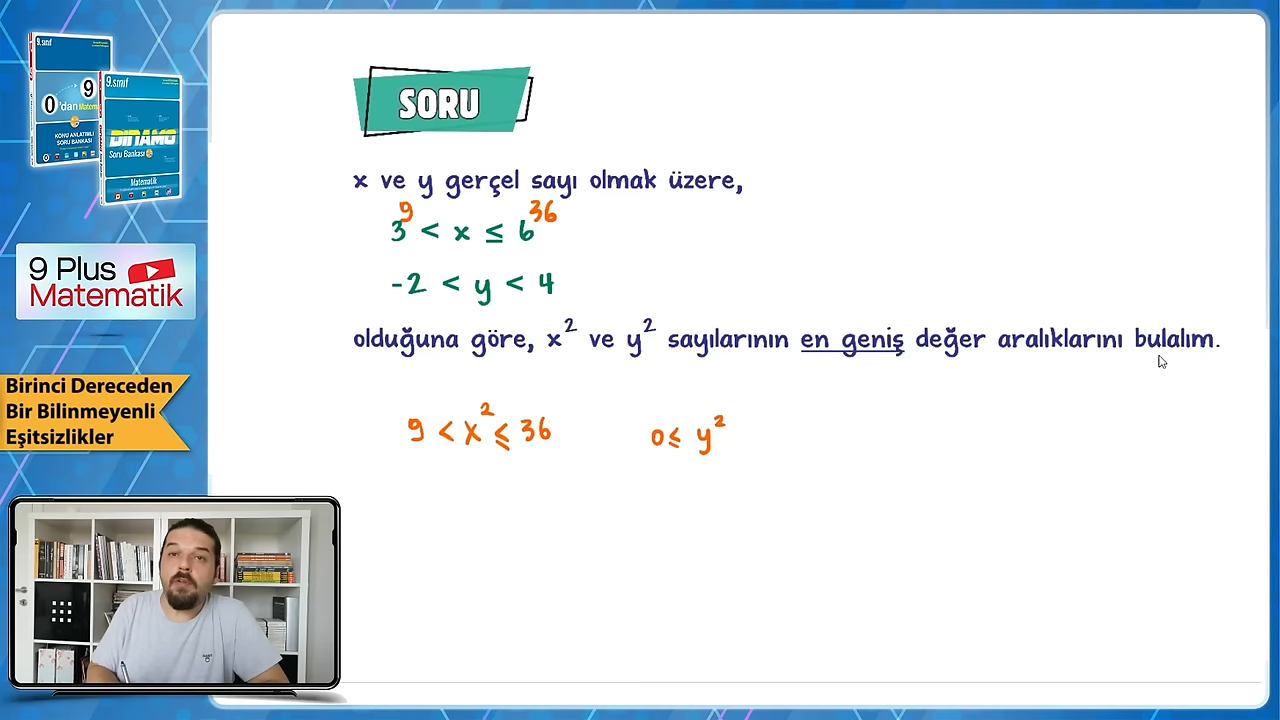 9.sınıf
9
0'dan Matem
KONU ANLATIMLI
SORU BANKASI
9.sınıf
DİNAMO
Soru Bankası
Matematik
9 Plus
Matematik
Birinci Dereceden
Bir Bilinmeyenli
Eşitsizlikler
SORU
x ve y gerçel sayı olmak üzere,
9 36
3 < x ≤ 6
-2 < y < 4
olduğuna göre, x² ve y² sayılarının en geniş değer aralıklarını bulalım.
9 < x² ≤ 36 0 ≤ y²